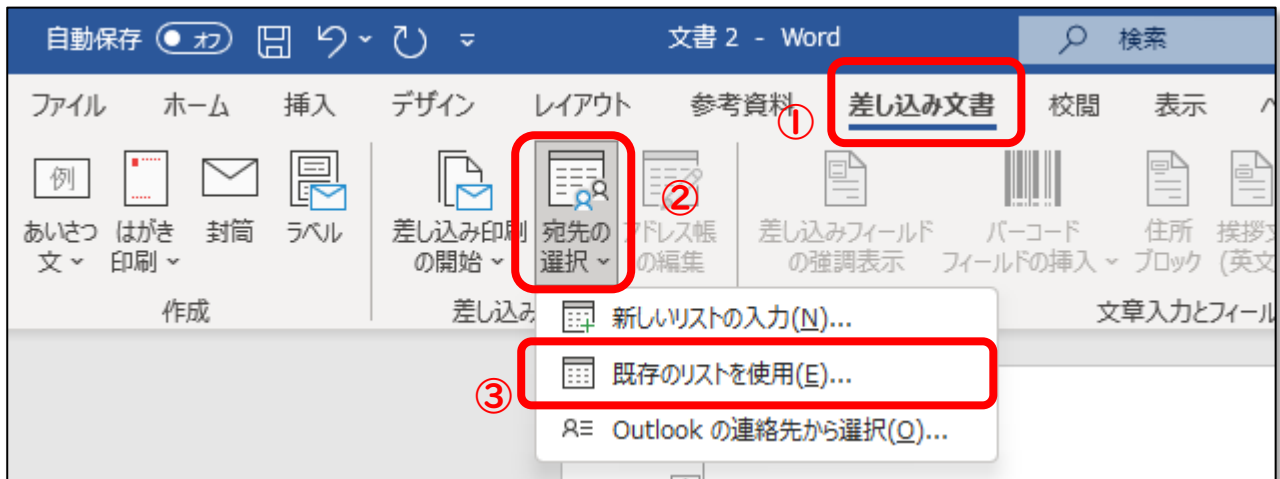 自動保存 オフ 文書 2 - Word 検索
ファイル ホーム 挿入 デザイン レイアウト 参考資料 差し込み文書 校閲 表示
①
例
②
あいさつ はがき 封筒 ラベル 差し込み印刷 宛先の アドレス帳 差し込みフィールド バーコード 住所 挨拶文
文 印刷 の開始 選択 の編集 の強調表示 フィールドの挿入 ブロック (英文
作成 差し込み 文章入力とフィール
新しいリストの入力(N)...
既存のリストを使用(E)...
③
Outlook の連絡先から選択(O)...